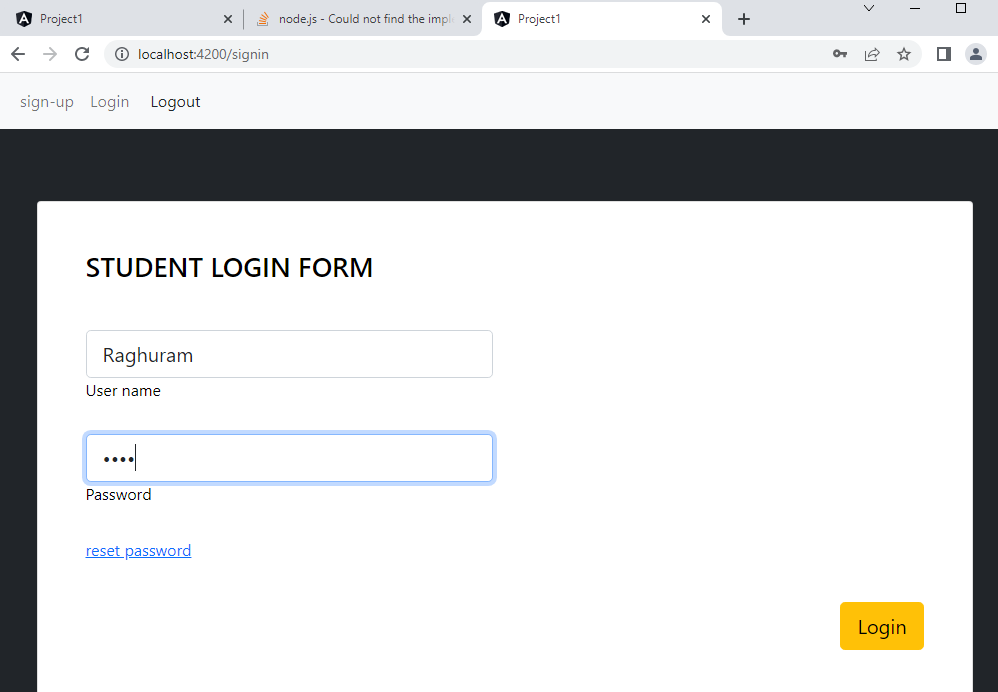 Project1
node.js - Could not find the imple
Project1
localhost:4200/signin
sign-up Login Logout
STUDENT LOGIN FORM
Raghuram
User name
••••
Password
reset password
Login